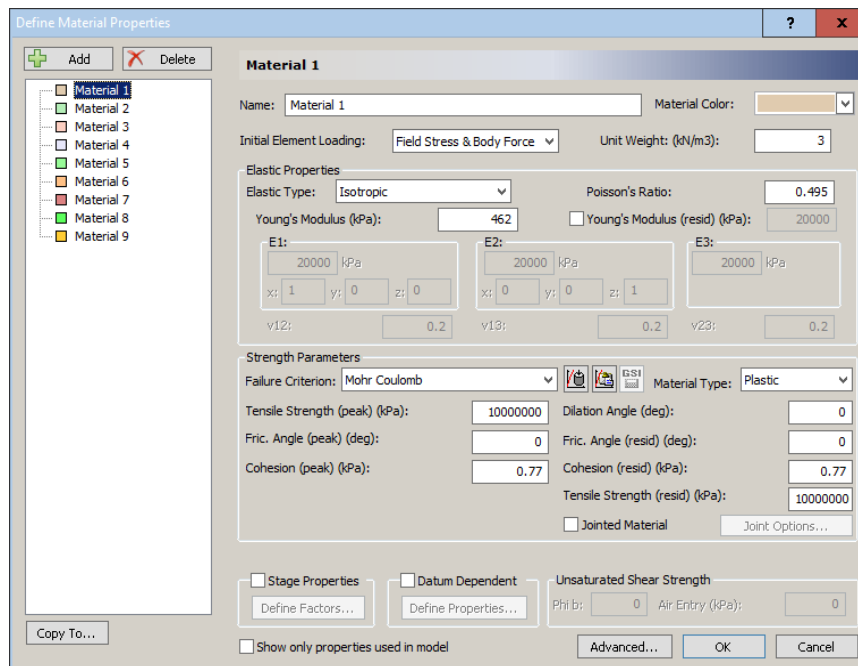 Define Material Properties
? x
Add Delete
Material 1
Material 2
Material 3
Material 4
Material 5
Material 6
Material 7
Material 8
Material 9
Copy To...
Material 1
Name: Material 1 Material Color:
Initial Element Loading: Field Stress & Body Force Unit Weight: (kN/m3): 3
Elastic Properties
Elastic Type: Isotropic Poisson's Ratio: 0.495
Young's Modulus (kPa): 462 Young's Modulus (resid) (kPa): 20000
E1: E2: E3:
20000 kPa 20000 kPa 20000 kPa
x: 1 y: 0 z: 0 x: 0 y: 0 z: 1
v12: 0.2 v13: 0.2 v23: 0.2
Strength Parameters
Failure Criterion: Mohr Coulomb GSI Material Type: Plastic
Tensile Strength (peak) (kPa): 10000000 Dilation Angle (deg): 0
Fric. Angle (peak) (deg): 0 Fric. Angle (resid) (deg): 0
Cohesion (peak) (kPa): 0.77 Cohesion (resid) (kPa): 0.77
Tensile Strength (resid) (kPa): 10000000
Jointed Material Joint Options...
Stage Properties Datum Dependent Unsaturated Shear Strength
Define Factors... Define Properties... Phi b: 0 Air Entry (kPa): 0
Show only properties used in model Advanced... OK Cancel